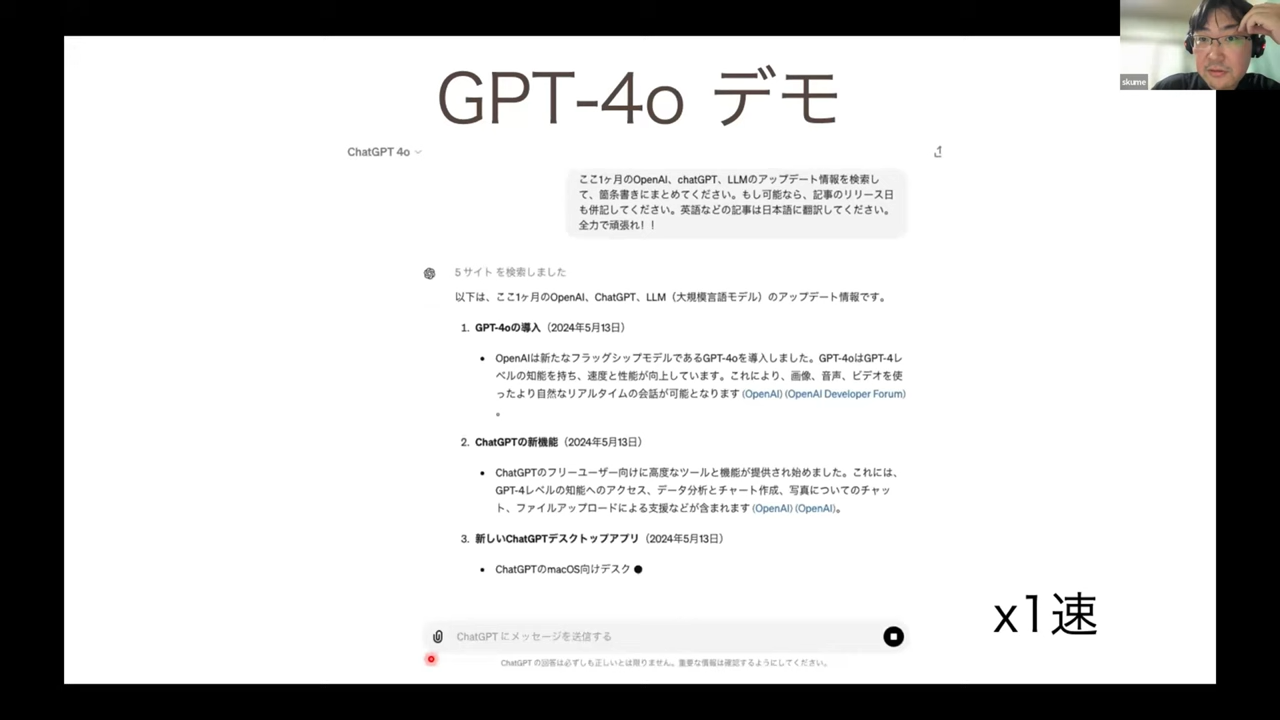 skume
GPT-4o デモ
ChatGPT 4o
ここ1ヶ月のOpenAI、chatGPT、LLMのアップデート情報を検索し
て、箇条書きにまとめてください。もし可能なら、記事のリリース日
も併記してください。英語などの記事は日本語に翻訳してください。
全力で頑張れ！！
5 サイト を検索しました
以下は、ここ1ヶ月のOpenAI、ChatGPT、LLM（大規模言語モデル）のアップデート情報です。
1. GPT-4oの導入（2024年5月13日）
• OpenAIは新たなフラッグシップモデルであるGPT-4oを導入しました。GPT-4oはGPT-4レ
ベルの知能を持ち、速度と性能が向上しています。これにより、画像、音声、ビデオを使
ったより自然なリアルタイムの会話が可能となります (OpenAI) (OpenAI Developer Forum)
。
2. ChatGPTの新機能（2024年5月13日）
• ChatGPTのフリーユーザー向けに高度なツールと機能が提供され始めました。これには、
GPT-4レベルの知能へのアクセス、データ分析とチャート作成、写真についてのチャッ
ト、ファイルアップロードによる支援などが含まれます (OpenAI) (OpenAI)。
3. 新しいChatGPTデスクトップアプリ（2024年5月13日）
• ChatGPTのmacOS向けデスク
x1速
ChatGPT にメッセージを送信する
ChatGPT の回答は必ずしも正しいとは限りません。重要な情報は確認するようにしてください。